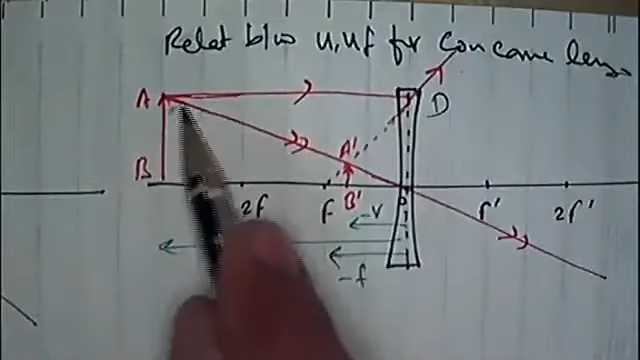 Relat b/w u,v,f for Concave lens
A
D
A'
B
2f
f
B'
f'
2f'
-v
-f